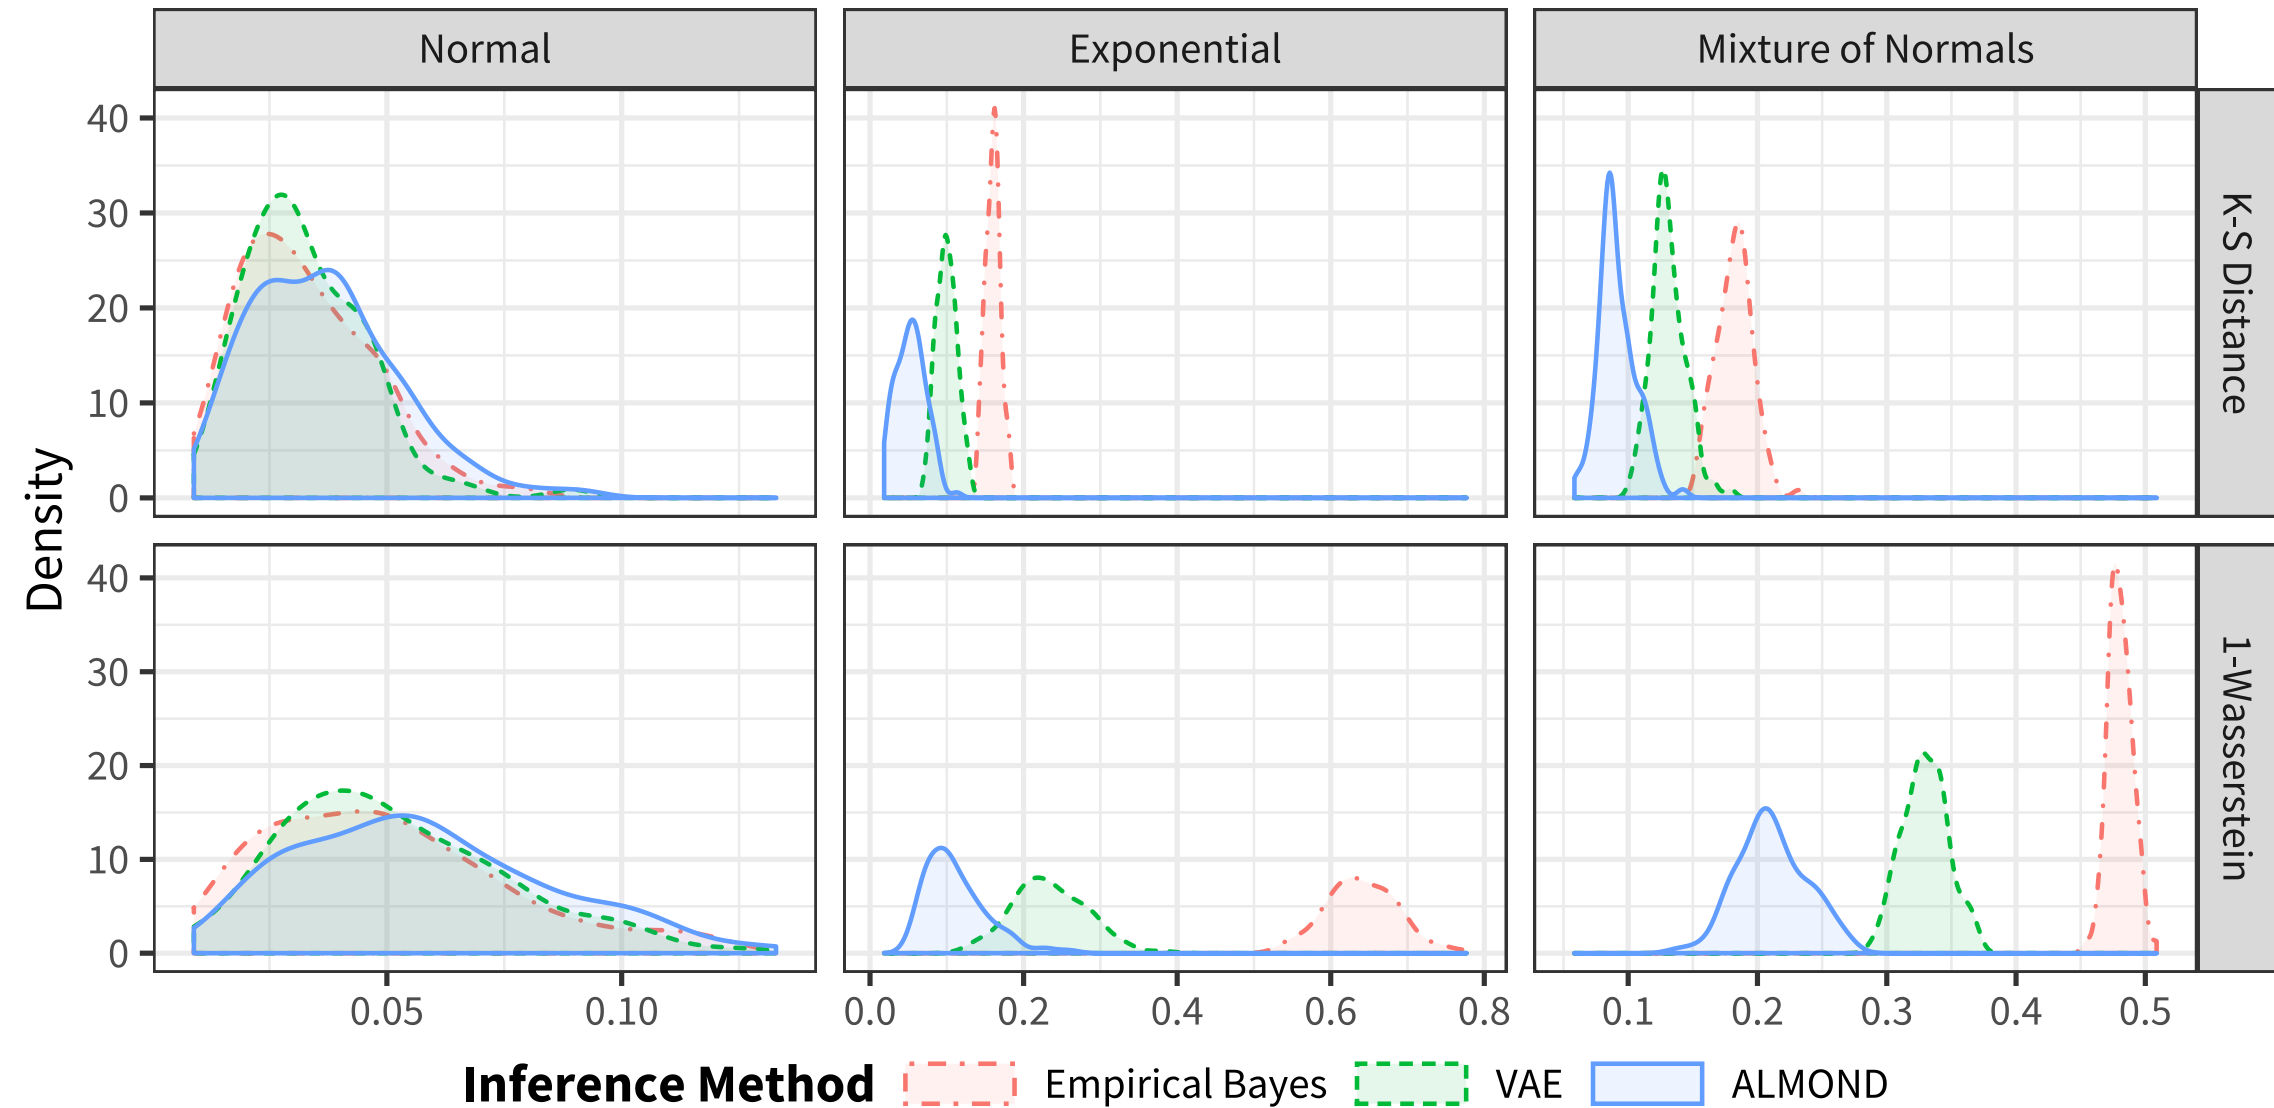 Normal
Exponential
Mixture of Normals
Density
40
30
20
10
0
K-S Distance
40
30
20
10
0
1-Wasserstein
0.05 0.10
0.0 0.2 0.4 0.6 0.8
0.1 0.2 0.3 0.4 0.5
Inference Method Empirical Bayes VAE ALMOND